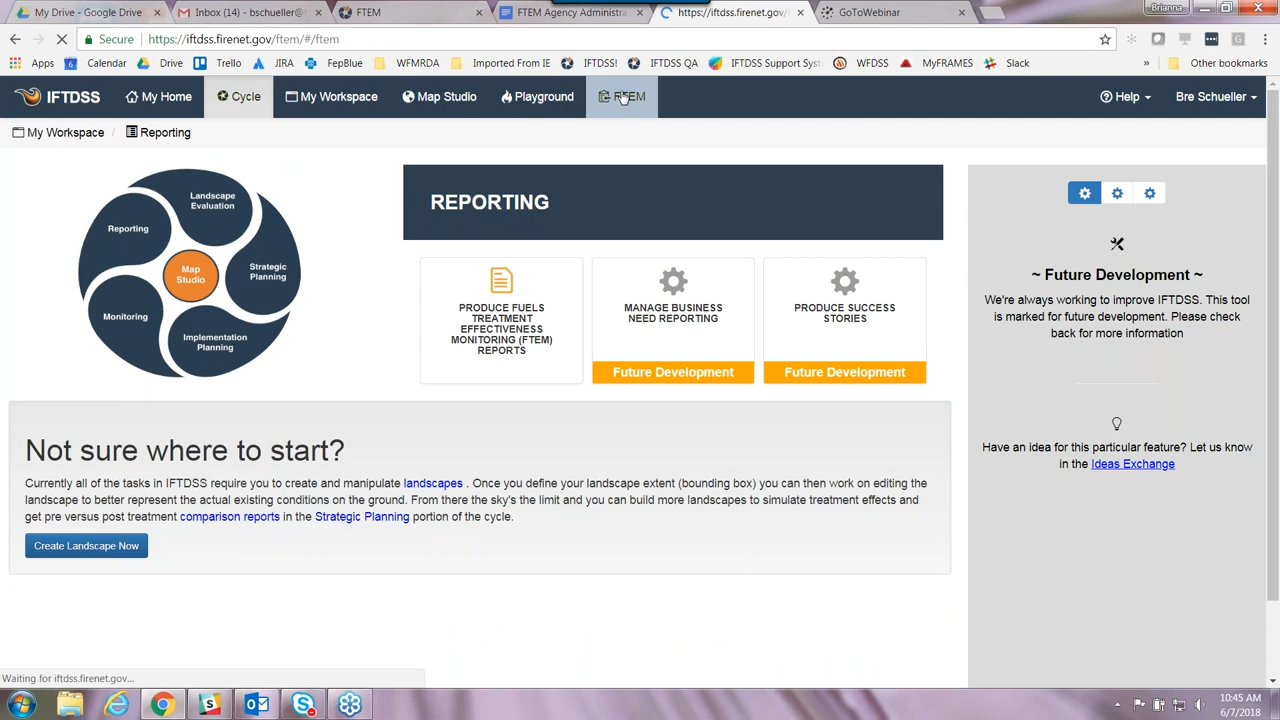 My Drive - Google Drive
Inbox (14) - bschueller@
FTEM
FTEM Agency Administra
https://iftdss.firenet.gov/
GoToWebinar
Brianna
Secure
https://iftdss.firenet.gov/ftem/#/ftem
Apps
Calendar
Drive
Trello
JIRA
FepBlue
WFMRDA
Imported From IE
IFTDSS!
IFTDSS QA
IFTDSS Support Syst
WFDSS
MyFRAMES
Slack
»
Other bookmarks
IFTDSS
My Home
Cycle
My Workspace
Map Studio
Playground
FTEM
Help
Bre Schueller
My Workspace / Reporting
Landscape
Evaluation
Reporting
Strategic
Planning
Map
Studio
Monitoring
Implementation
Planning
REPORTING
PRODUCE FUELS
TREATMENT
EFFECTIVENESS
MONITORING (FTEM)
REPORTS
MANAGE BUSINESS
NEED REPORTING
Future Development
PRODUCE SUCCESS
STORIES
Future Development
~ Future Development ~
We're always working to improve IFTDSS. This tool
is marked for future development. Please check
back for more information
Have an idea for this particular feature? Let us know
in the Ideas Exchange
Not sure where to start?
Currently all of the tasks in IFTDSS require you to create and manipulate landscapes . Once you define your landscape extent (bounding box) you can then work on editing the
landscape to better represent the actual existing conditions on the ground. From there the sky's the limit and you can build more landscapes to simulate treatment effects and
get pre versus post treatment comparison reports in the Strategic Planning portion of the cycle.
Create Landscape Now
Waiting for iftdss.firenet.gov...
10:45 AM
6/7/2018